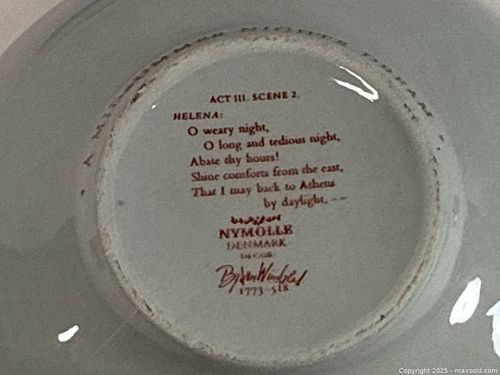 ACT III. SCENE 2.
HELENA:
O weary night,
O long and tedious night,
Abate thy hours!
Shine comforts from the east,
That I may back to Athens
by daylight, --
NYMOLLE
DENMARK
DECOR:
1773-518
Copyright © 2025 - maxsold.com